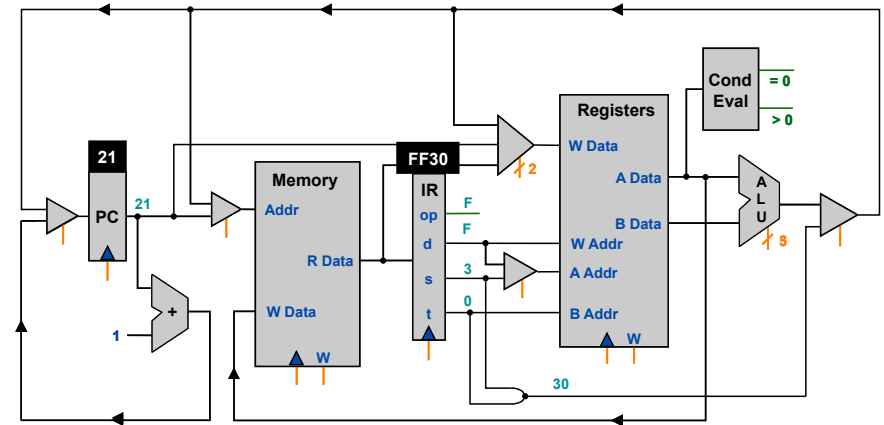 21
PC
21
+
1
Memory
Addr
R Data
W Data
W
FF30
IR
op
F
d
F
s
3
t
0
30
2
Registers
W Data
A Data
B Data
W Addr
A Addr
B Addr
W
Cond
Eval
= 0
> 0
A
L
U
5